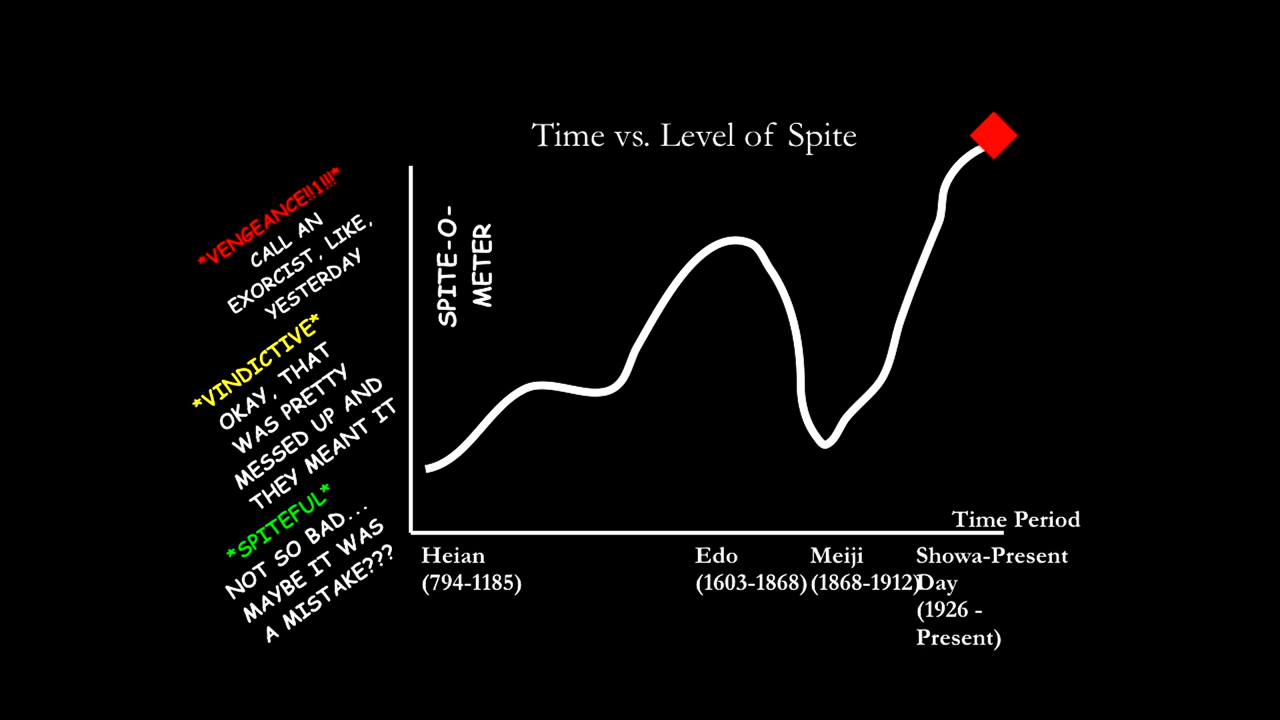 Time vs. Level of Spite
*VENGEANCE!!1!!!*
CALL AN
EXORCIST, LIKE,
YESTERDAY
*VINDICTIVE*
OKAY, THAT
WAS PRETTY
MESSED UP AND
THEY MEANT IT
*SPITEFUL*
NOT SO BAD...
MAYBE IT WAS
A MISTAKE???
SPITE-O-
METER
Time Period
Heian
(794-1185)
Edo
(1603-1868)
Meiji
(1868-1912)
Showa-Present
Day
(1926 -
Present)